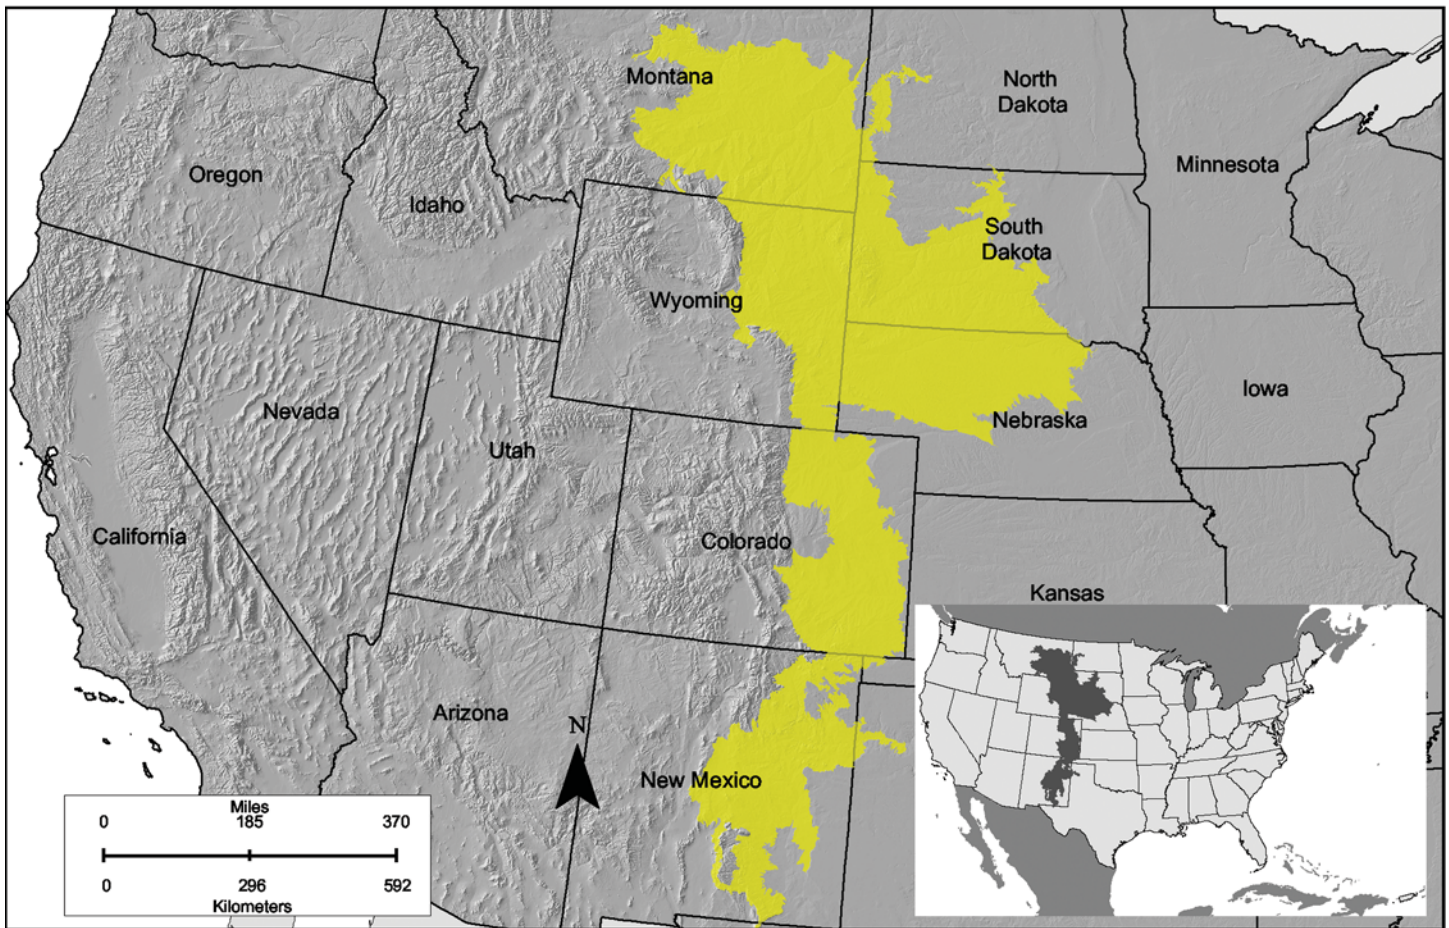 Montana
North
Dakota
Minnesota
Oregon
Idaho
South
Dakota
Wyoming
Iowa
Nevada
Nebraska
Utah
California
Colorado
Kansas
Arizona
N
New Mexico
Miles
0 185 370
0 296 592
Kilometers